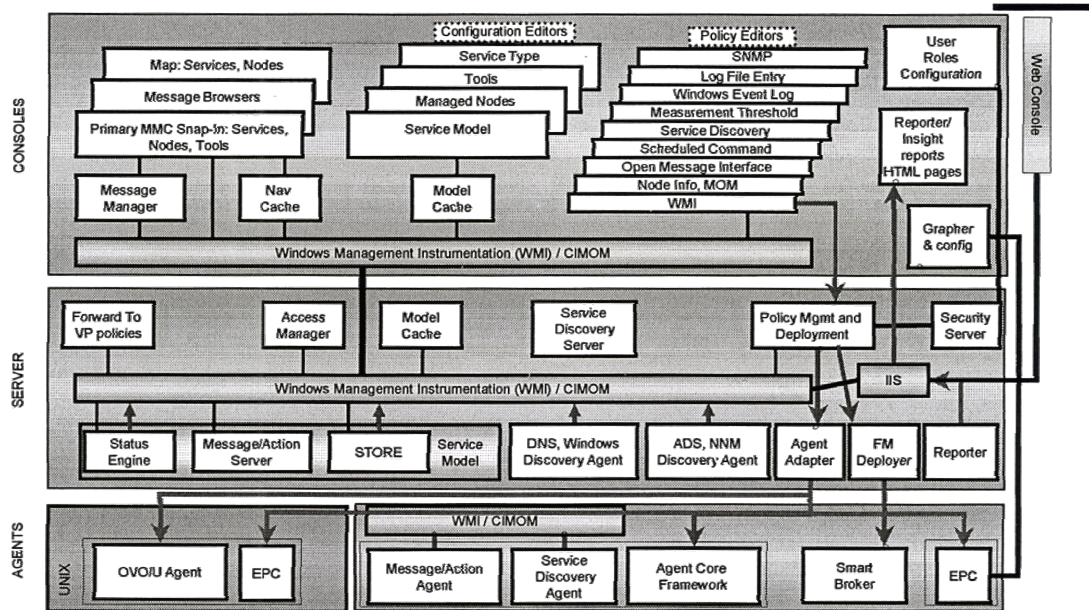 CONSOLES
Configuration Editors
Policy Editors
Map: Services, Nodes
Message Browsers
Primary MMC Snap-In: Services,
Nodes, Tools
Service Type
Tools
Managed Nodes
Service Model
SNMP
Log File Entry
Windows Event Log
Measurement Threshold
Service Discovery
Scheduled Command
Open Message Interface
Node Info, MOM
WMI
User
Roles
Configuration
Web Console
Reporter/
Insight
reports
HTML pages
Message
Manager
Nav
Cache
Model
Cache
Grapher
& config
Windows Management Instrumentation (WMI) / CIMOM
SERVER
Forward To
VP policies
Access
Manager
Model
Cache
Service
Discovery
Server
Policy Mgmt and
Deployment
Security
Server
Windows Management Instrumentation (WMI) / CIMOM
IIS
Status
Engine
Message/Action
Server
STORE
Service
Model
DNS, Windows
Discovery Agent
ADS, NNM
Discovery Agent
Agent
Adapter
FM
Deployer
Reporter
AGENTS
UNIX
OVO/U Agent
EPC
WMI / CIMOM
Message/Action
Agent
Service
Discovery
Agent
Agent Core
Framework
Smart
Broker
EPC